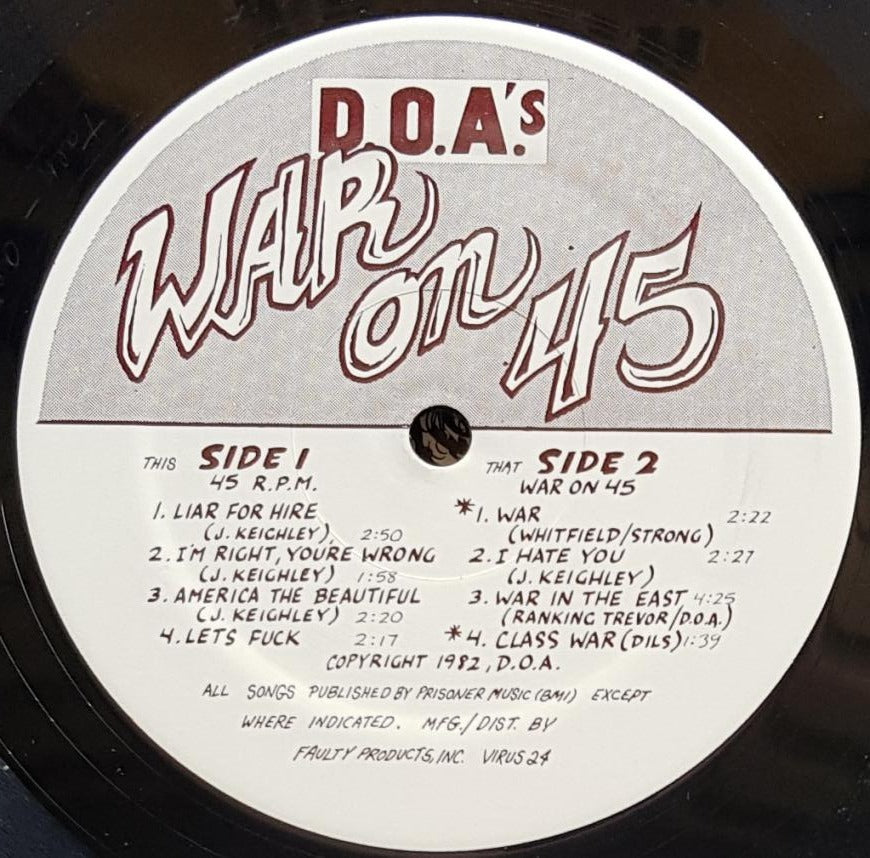 D.O.A.'s
WAR
on
45
THIS SIDE 1
45 R.P.M.
1. LIAR FOR HIRE
(J. KEIGHLEY), 2:50
2. I'M RIGHT, YOURE WRONG
(J. KEIGHLEY) 1:58
3. AMERICA THE BEAUTIFUL
(J. KEIGHLEY) 2:20
4. LETS FUCK 2:17
THAT SIDE 2
WAR ON 45
*1. WAR 2:22
(WHITFIELD/STRONG)
2. I HATE YOU 2:27
(J. KEIGHLEY)
3. WAR IN THE EAST 4:25
(RANKING TREVOR/D.O.A.)
*4. CLASS WAR (DILS) 1:39
COPYRIGHT 1982, D.O.A.
ALL SONGS PUBLISHED BY PRISONER MUSIC (BMI) EXCEPT
WHERE INDICATED. MFG./DIST. BY
FAULTY PRODUCTS, INC. VIRUS 24